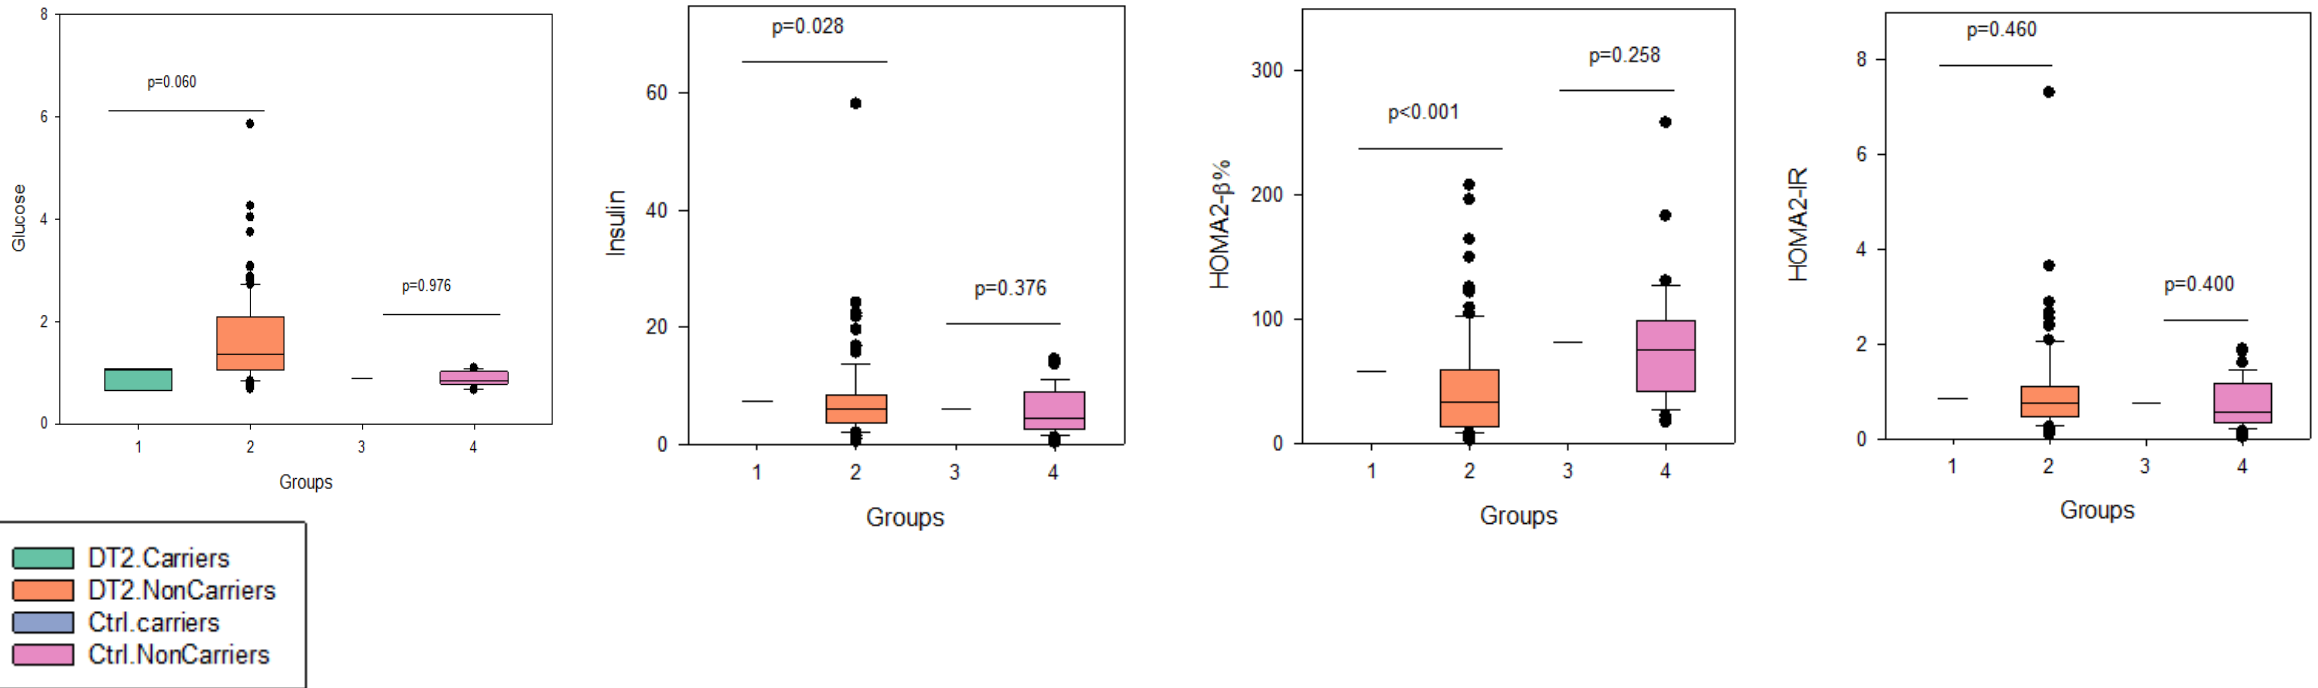 8
6
4
2
0
Glucose
p=0.060
p=0.976
1 2 3 4
Groups
60
40
20
0
Insulin
p=0.028
p=0.376
1 2 3 4
Groups
300
200
100
0
HOMA2-β%
p<0.001
p=0.258
1 2 3 4
Groups
8
6
4
2
0
HOMA2-IR
p=0.460
p=0.400
1 2 3 4
Groups
DT2.Carriers
DT2.NonCarriers
Ctrl.carriers
Ctrl.NonCarriers